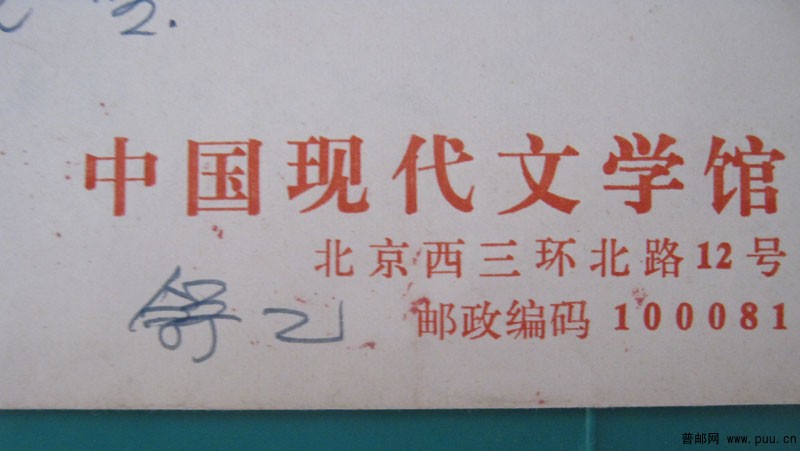 中国现代文学馆
北京西三环北路12号
舒乙 邮政编码 100081
普邮网 www.puu.cn